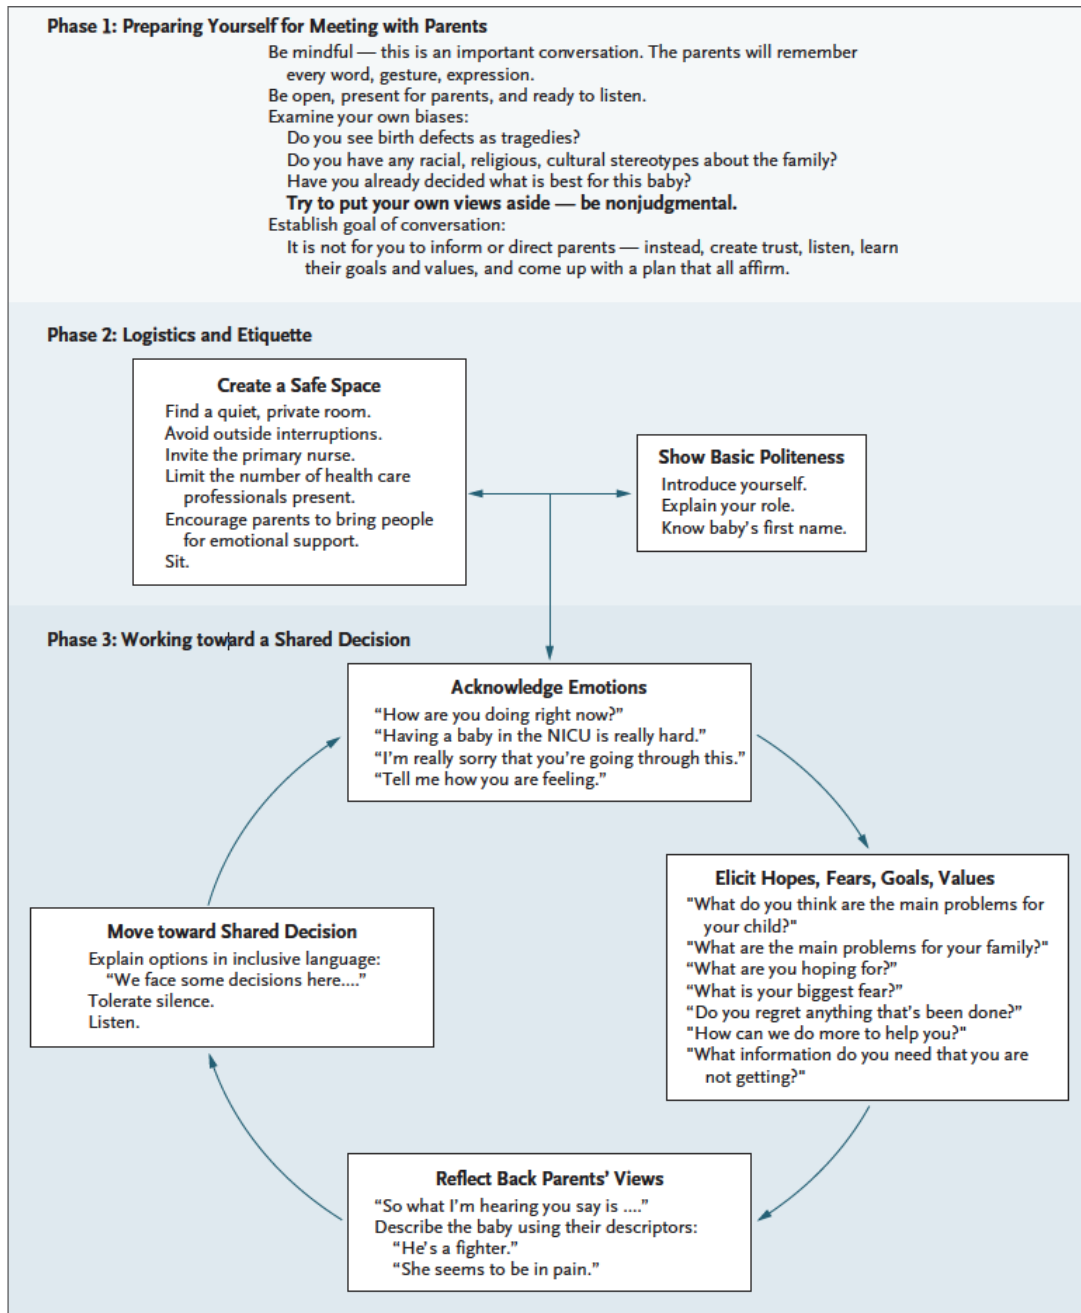 Phase 1: Preparing Yourself for Meeting with Parents
Be mindful — this is an important conversation. The parents will remember
every word, gesture, expression.
Be open, present for parents, and ready to listen.
Examine your own biases:
Do you see birth defects as tragedies?
Do you have any racial, religious, cultural stereotypes about the family?
Have you already decided what is best for this baby?
Try to put your own views aside — be nonjudgmental.
Establish goal of conversation:
It is not for you to inform or direct parents — instead, create trust, listen, learn
their goals and values, and come up with a plan that all affirm.
Phase 2: Logistics and Etiquette
Create a Safe Space
Find a quiet, private room.
Avoid outside interruptions.
Invite the primary nurse.
Limit the number of health care
professionals present.
Encourage parents to bring people
for emotional support.
Sit.
Show Basic Politeness
Introduce yourself.
Explain your role.
Know baby’s first name.
Phase 3: Working toward a Shared Decision
Acknowledge Emotions
“How are you doing right now?”
“Having a baby in the NICU is really hard.”
“I’m really sorry that you’re going through this.”
“Tell me how you are feeling.”
Elicit Hopes, Fears, Goals, Values
"What do you think are the main problems for
your child?"
"What are the main problems for your family?"
“What are you hoping for?”
“What is your biggest fear?”
“Do you regret anything that’s been done?”
"How can we do more to help you?"
"What information do you need that you are
not getting?"
Reflect Back Parents’ Views
“So what I’m hearing you say is ....”
Describe the baby using their descriptors:
“He’s a fighter.”
“She seems to be in pain.”
Move toward Shared Decision
Explain options in inclusive language:
“We face some decisions here....”
Tolerate silence.
Listen.